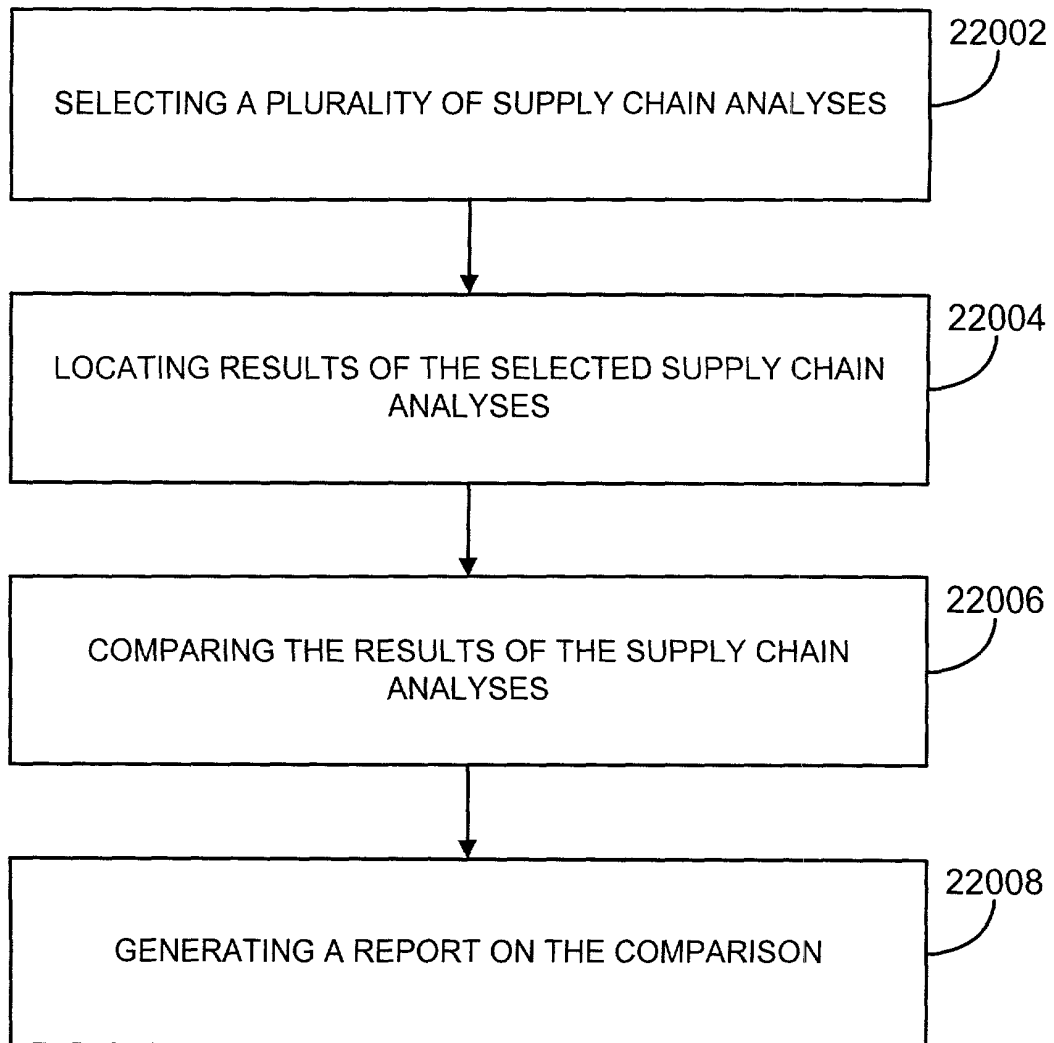 22002
SELECTING A PLURALITY OF SUPPLY CHAIN ANALYSES
22004
LOCATING RESULTS OF THE SELECTED SUPPLY CHAIN
ANALYSES
22006
COMPARING THE RESULTS OF THE SUPPLY CHAIN
ANALYSES
22008
GENERATING A REPORT ON THE COMPARISON